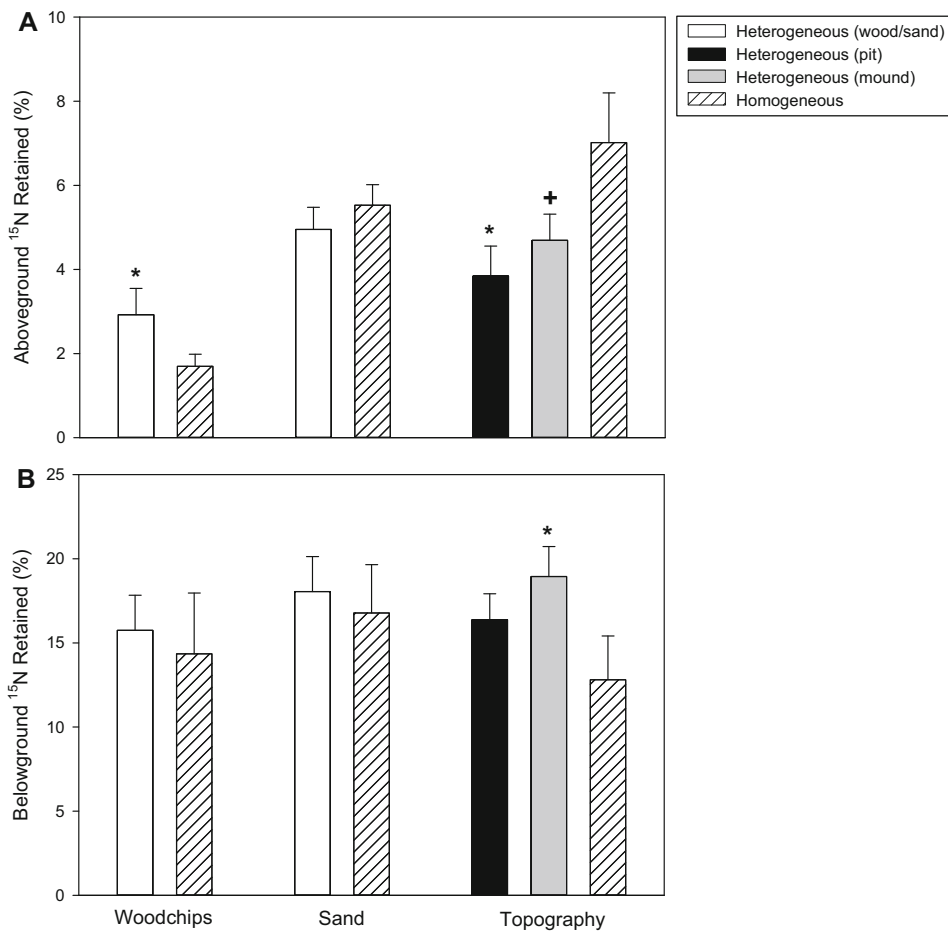 A
Aboveground ¹⁵N Retained (%)
10
8
6
4
2
0
*
*
+
Heterogeneous (wood/sand)
Heterogeneous (pit)
Heterogeneous (mound)
Homogeneous
B
Belowground ¹⁵N Retained (%)
25
20
15
10
5
0
*
Woodchips Sand Topography